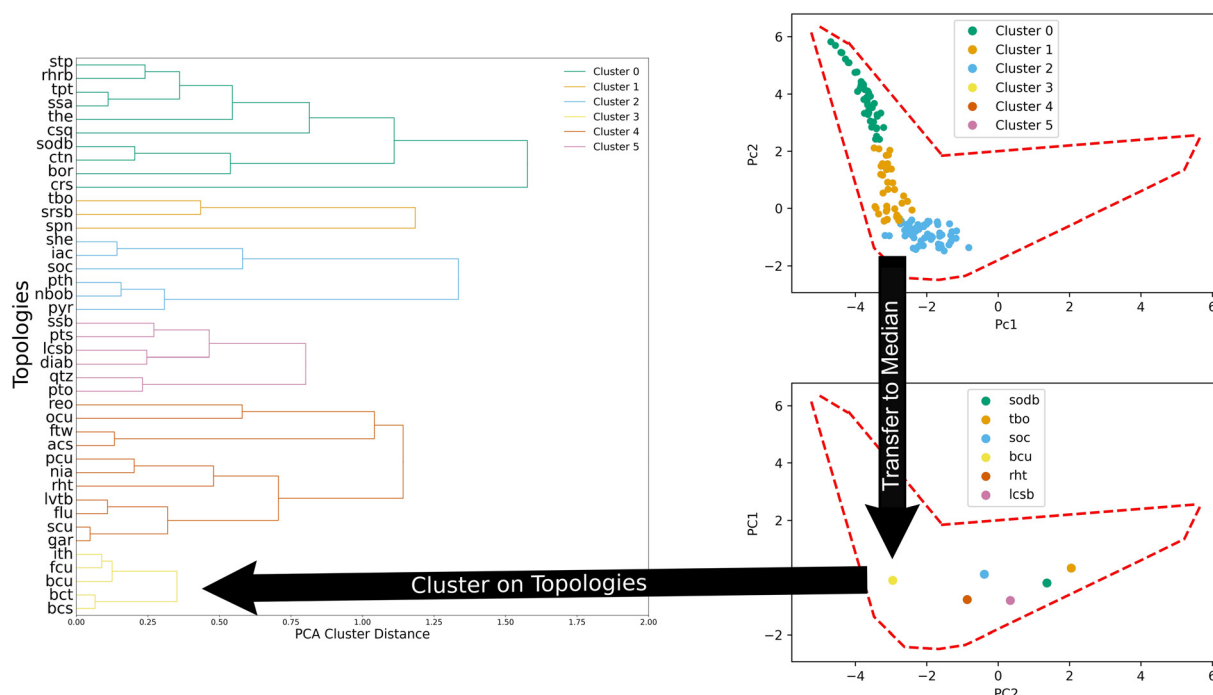 Topologies
stp
rhrb
tpt
ssa
the
csq
sodb
ctn
bor
crs
tbo
srsb
spn
she
iac
soc
pth
nbob
pyr
ssb
pts
lcsb
diab
qtz
pto
reo
ocu
ftw
acs
pcu
nia
rht
lvtb
flu
scu
gar
ith
fcu
bcu
bct
bcs
0.00 0.25 0.50 0.75 1.00 1.25 1.50 1.75 2.00
PCA Cluster Distance
Cluster 0
Cluster 1
Cluster 2
Cluster 3
Cluster 4
Cluster 5
Pc2
6
4
2
0
−2
Cluster 0
Cluster 1
Cluster 2
Cluster 3
Cluster 4
Cluster 5
−4 −2 0 2 4 6
Pc1
Transfer to Median
PC1
6
4
2
0
−2
sodb
tbo
soc
bcu
rht
lcsb
−4 −2 0 2 4 6
PC2
Cluster on Topologies